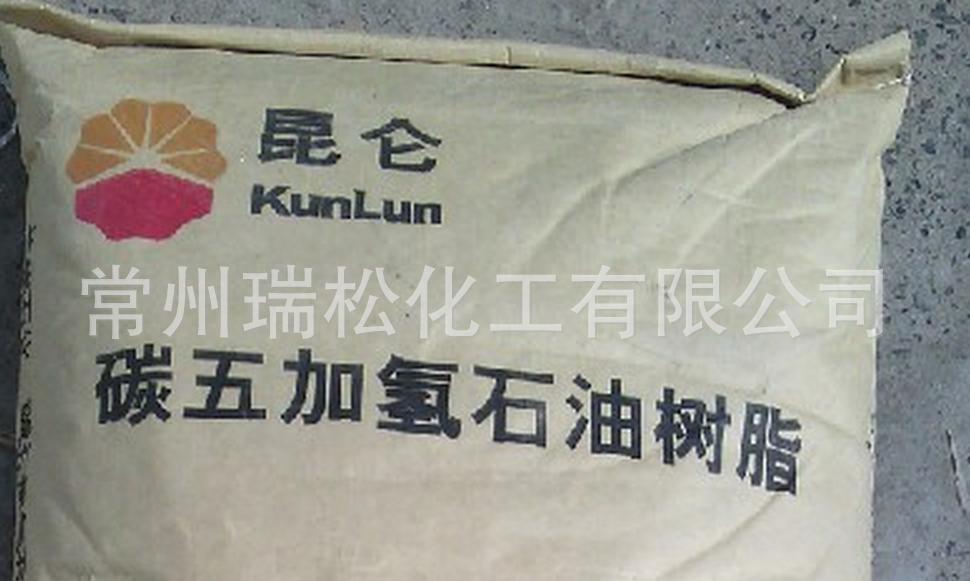 昆仑
KunLun
常州瑞松化工有限公司
碳五加氢石油树脂